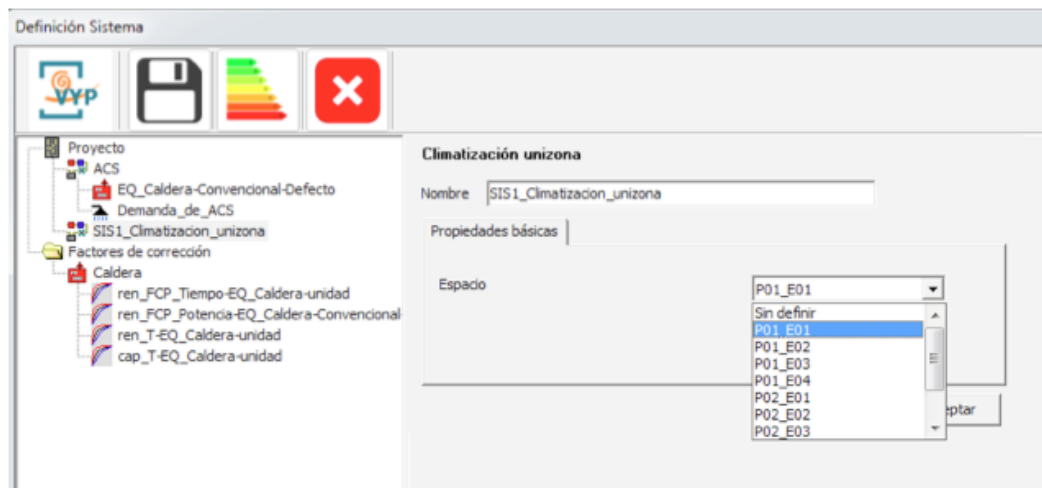 Definición Sistema
VYP
Proyecto
ACS
EQ_Caldera-Convencional-Defecto
Demanda_de_ACS
SIS1_Climatizacion_unizona
Factores de corrección
Caldera
ren_FCP_Tiempo-EQ_Caldera-unidad
ren_FCP_Potencia-EQ_Caldera-Convencional-
ren_T-EQ_Caldera-unidad
cap_T-EQ_Caldera-unidad
Climatización unizona
Nombre SIS1_Climatizacion_unizona
Propiedades básicas
Espacio P01_E01
Sin definir
P01_E01
P01_E02
P01_E03
P01_E04
P02_E01
P02_E02
P02_E03
eptar